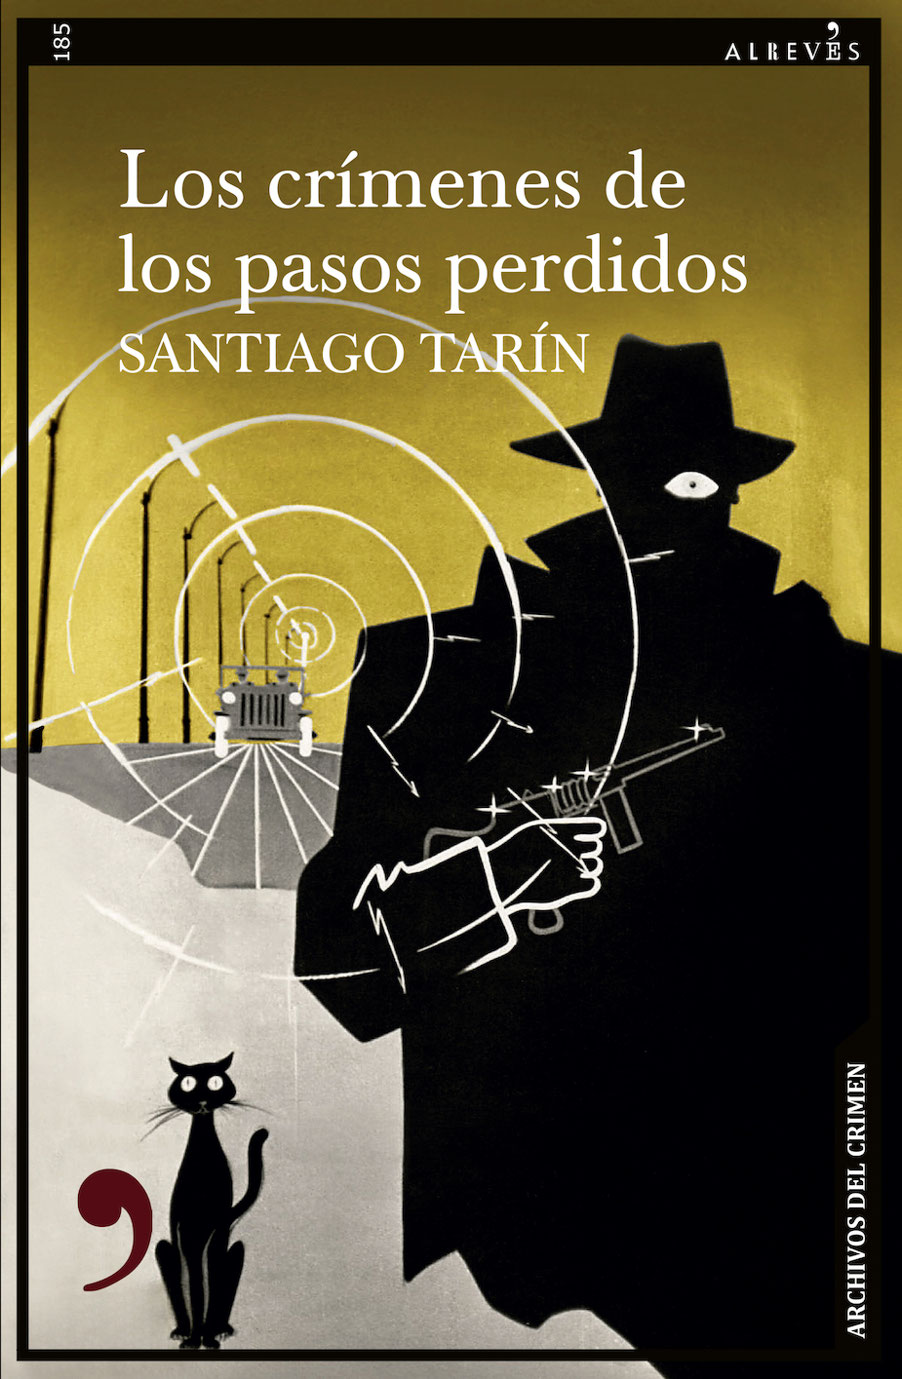 185
ALREVÉS
Los crímenes de
los pasos perdidos
SANTIAGO TARÍN
ARCHIVOS DEL CRIMEN